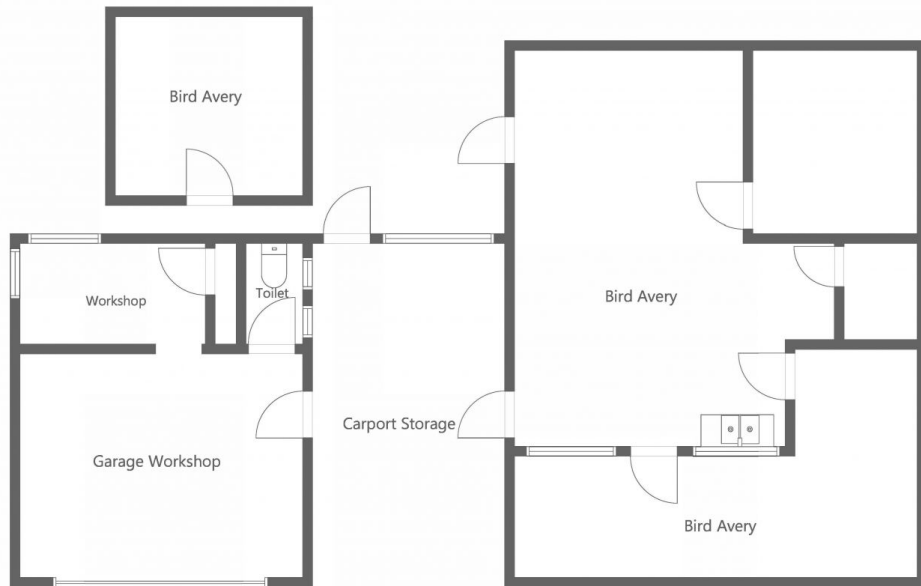 Bird Avery
Bird Avery
Workshop
Toilet
Carport Storage
Garage Workshop
Bird Avery